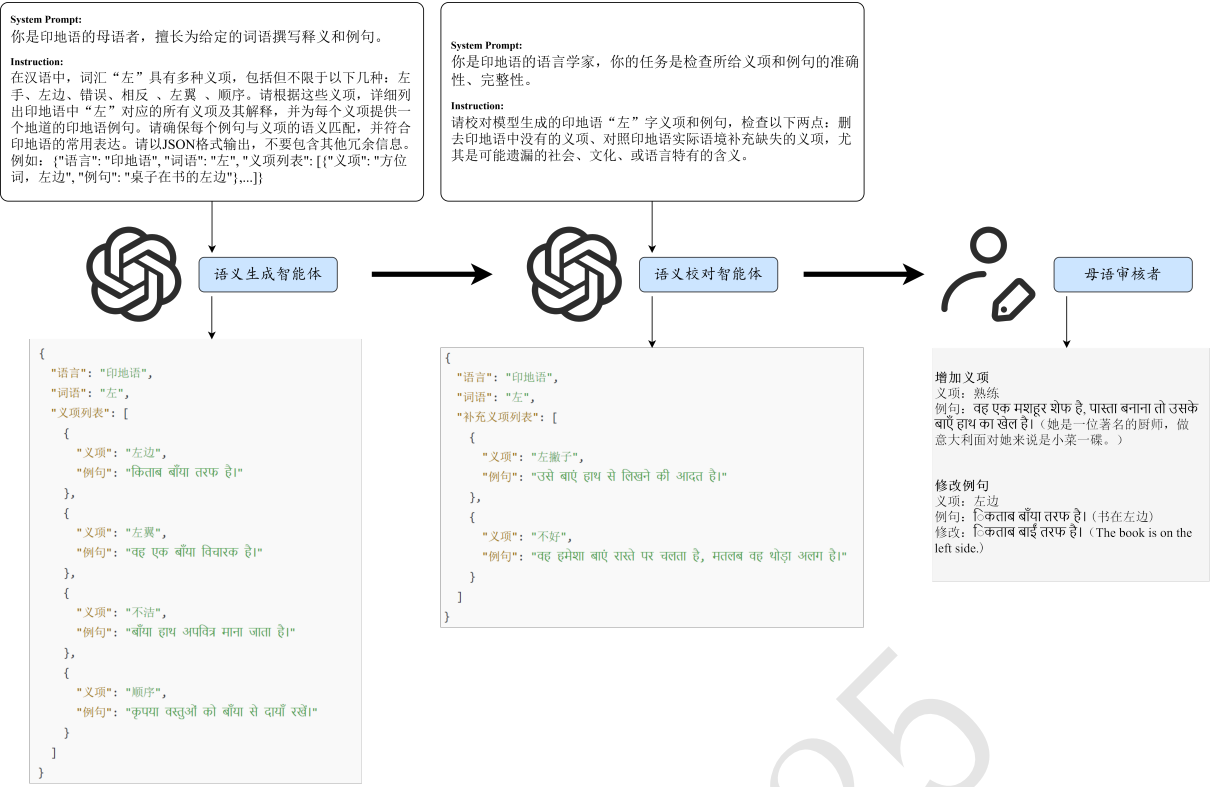 System Prompt:
你是印地语的母语者，擅长为给定的词语撰写释义和例句。
Instruction:
在汉语中，词汇“左”具有多种义项，包括但不限于以下几种：左
手、左边、错误、相反 、左翼 、顺序。请根据这些义项，详细列
出印地语中“左”对应的所有义项及其解释，并为每个义项提供一
个地道的印地语例句。请确保每个例句与义项的语义匹配，并符合
印地语的常用表达。请以JSON格式输出，不要包含其他冗余信息。
例如：{"语言": "印地语", "词语": "左", "义项列表": [{"义项": "方位
词，左边", "例句": "桌子在书的左边"},...]}
System Prompt:
你是印地语的语言学家，你的任务是检查所给义项和例句的准确
性、完整性。
Instruction:
请校对模型生成的印地语“左”字义项和例句，检查以下两点：删
去印地语中没有的义项、对照印地语实际语境补充缺失的义项，尤
其是可能遗漏的社会、文化、或语言特有的含义。
语义生成智能体
语义校对智能体
母语审核者
{
"语言": "印地语",
"词语": "左",
"义项列表": [
{
"义项": "左边",
"例句": "किताब बाँया तरफ है।"
},
{
"义项": "左翼",
"例句": "वह एक बाँया विचारक है।"
},
{
"义项": "不洁",
"例句": "बाँया हाथ अपवित्र माना जाता है।"
},
{
"义项": "顺序",
"例句": "कृपया वस्तुओं को बाँया से दायाँ रखें।"
}
]
}
{
"语言": "印地语",
"词语": "左",
"补充义项列表": [
{
"义项": "左撇子",
"例句": "उसे बाएं हाथ से लिखने की आदत है।"
},
{
"义项": "不好",
"例句": "वह हमेशा बाएं रास्ते पर चलता है, मतलब वह थोड़ा अलग है।"
}
]
}
增加义项
义项：熟练
例句：वह एक मशहूर शेफ है, पास्ता बनाना तो उसके
बाएँ हाथ का खेल है।（她是一位著名的厨师，做
意大利面对她来说是小菜一碟。）
修改例句
义项：左边
例句：िकताब बाँया तरफ है।（书在左边）
修改：िकताब बाईं तरफ है।（The book is on the
left side.）
25